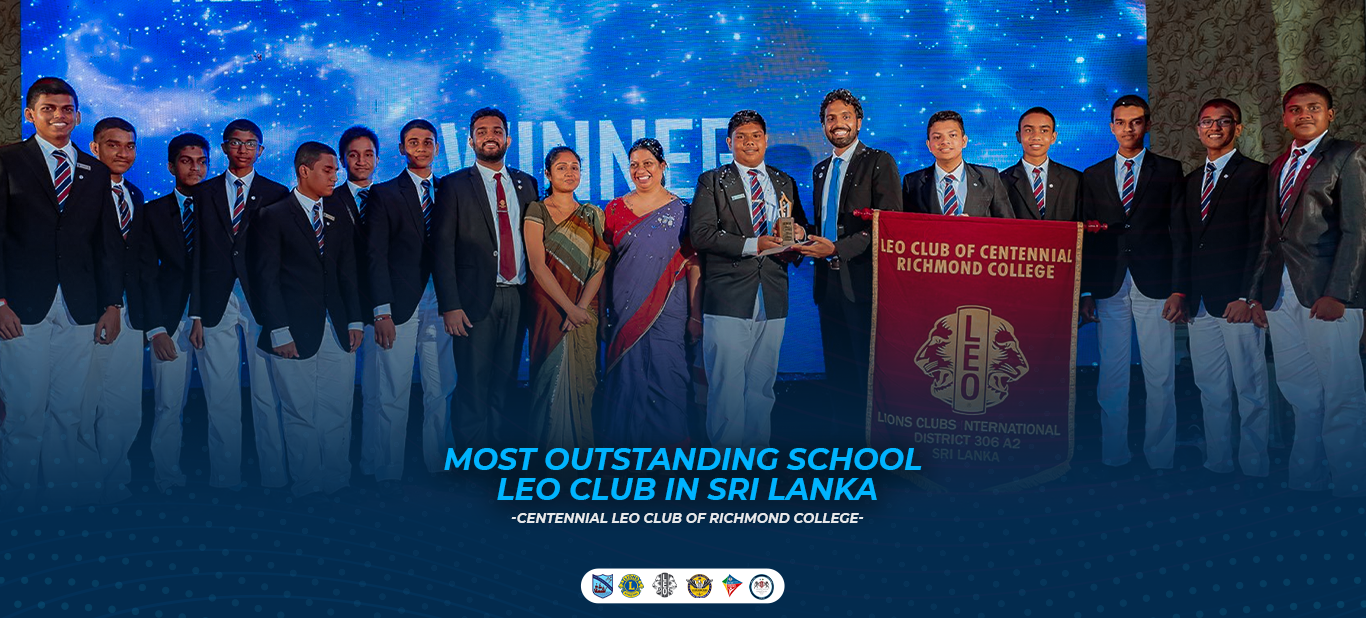 WINNER
LEO CLUB OF CENTENNIAL
RICHMOND COLLEGE
LEO
LIONS CLUBS NTERNATIONAL
DISTRICT 306 A2
SRI LANKA
MOST OUTSTANDING SCHOOL
LEO CLUB IN SRI LANKA
-CENTENNIAL LEO CLUB OF RICHMOND COLLEGE-